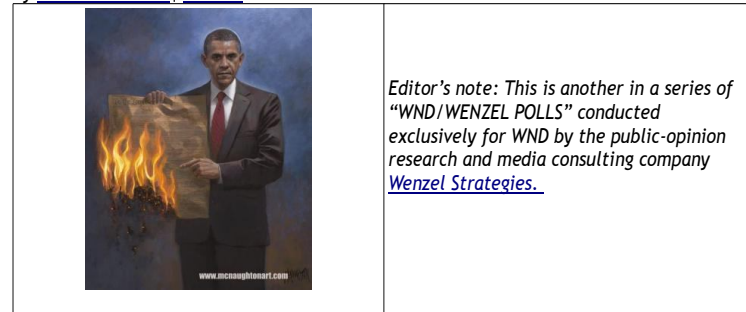 www.mcnaughtonart.com
Editor's note: This is another in a series of
“WND/WENZEL POLLS” conducted
exclusively for WND by the public-opinion
research and media consulting company
Wenzel Strategies.